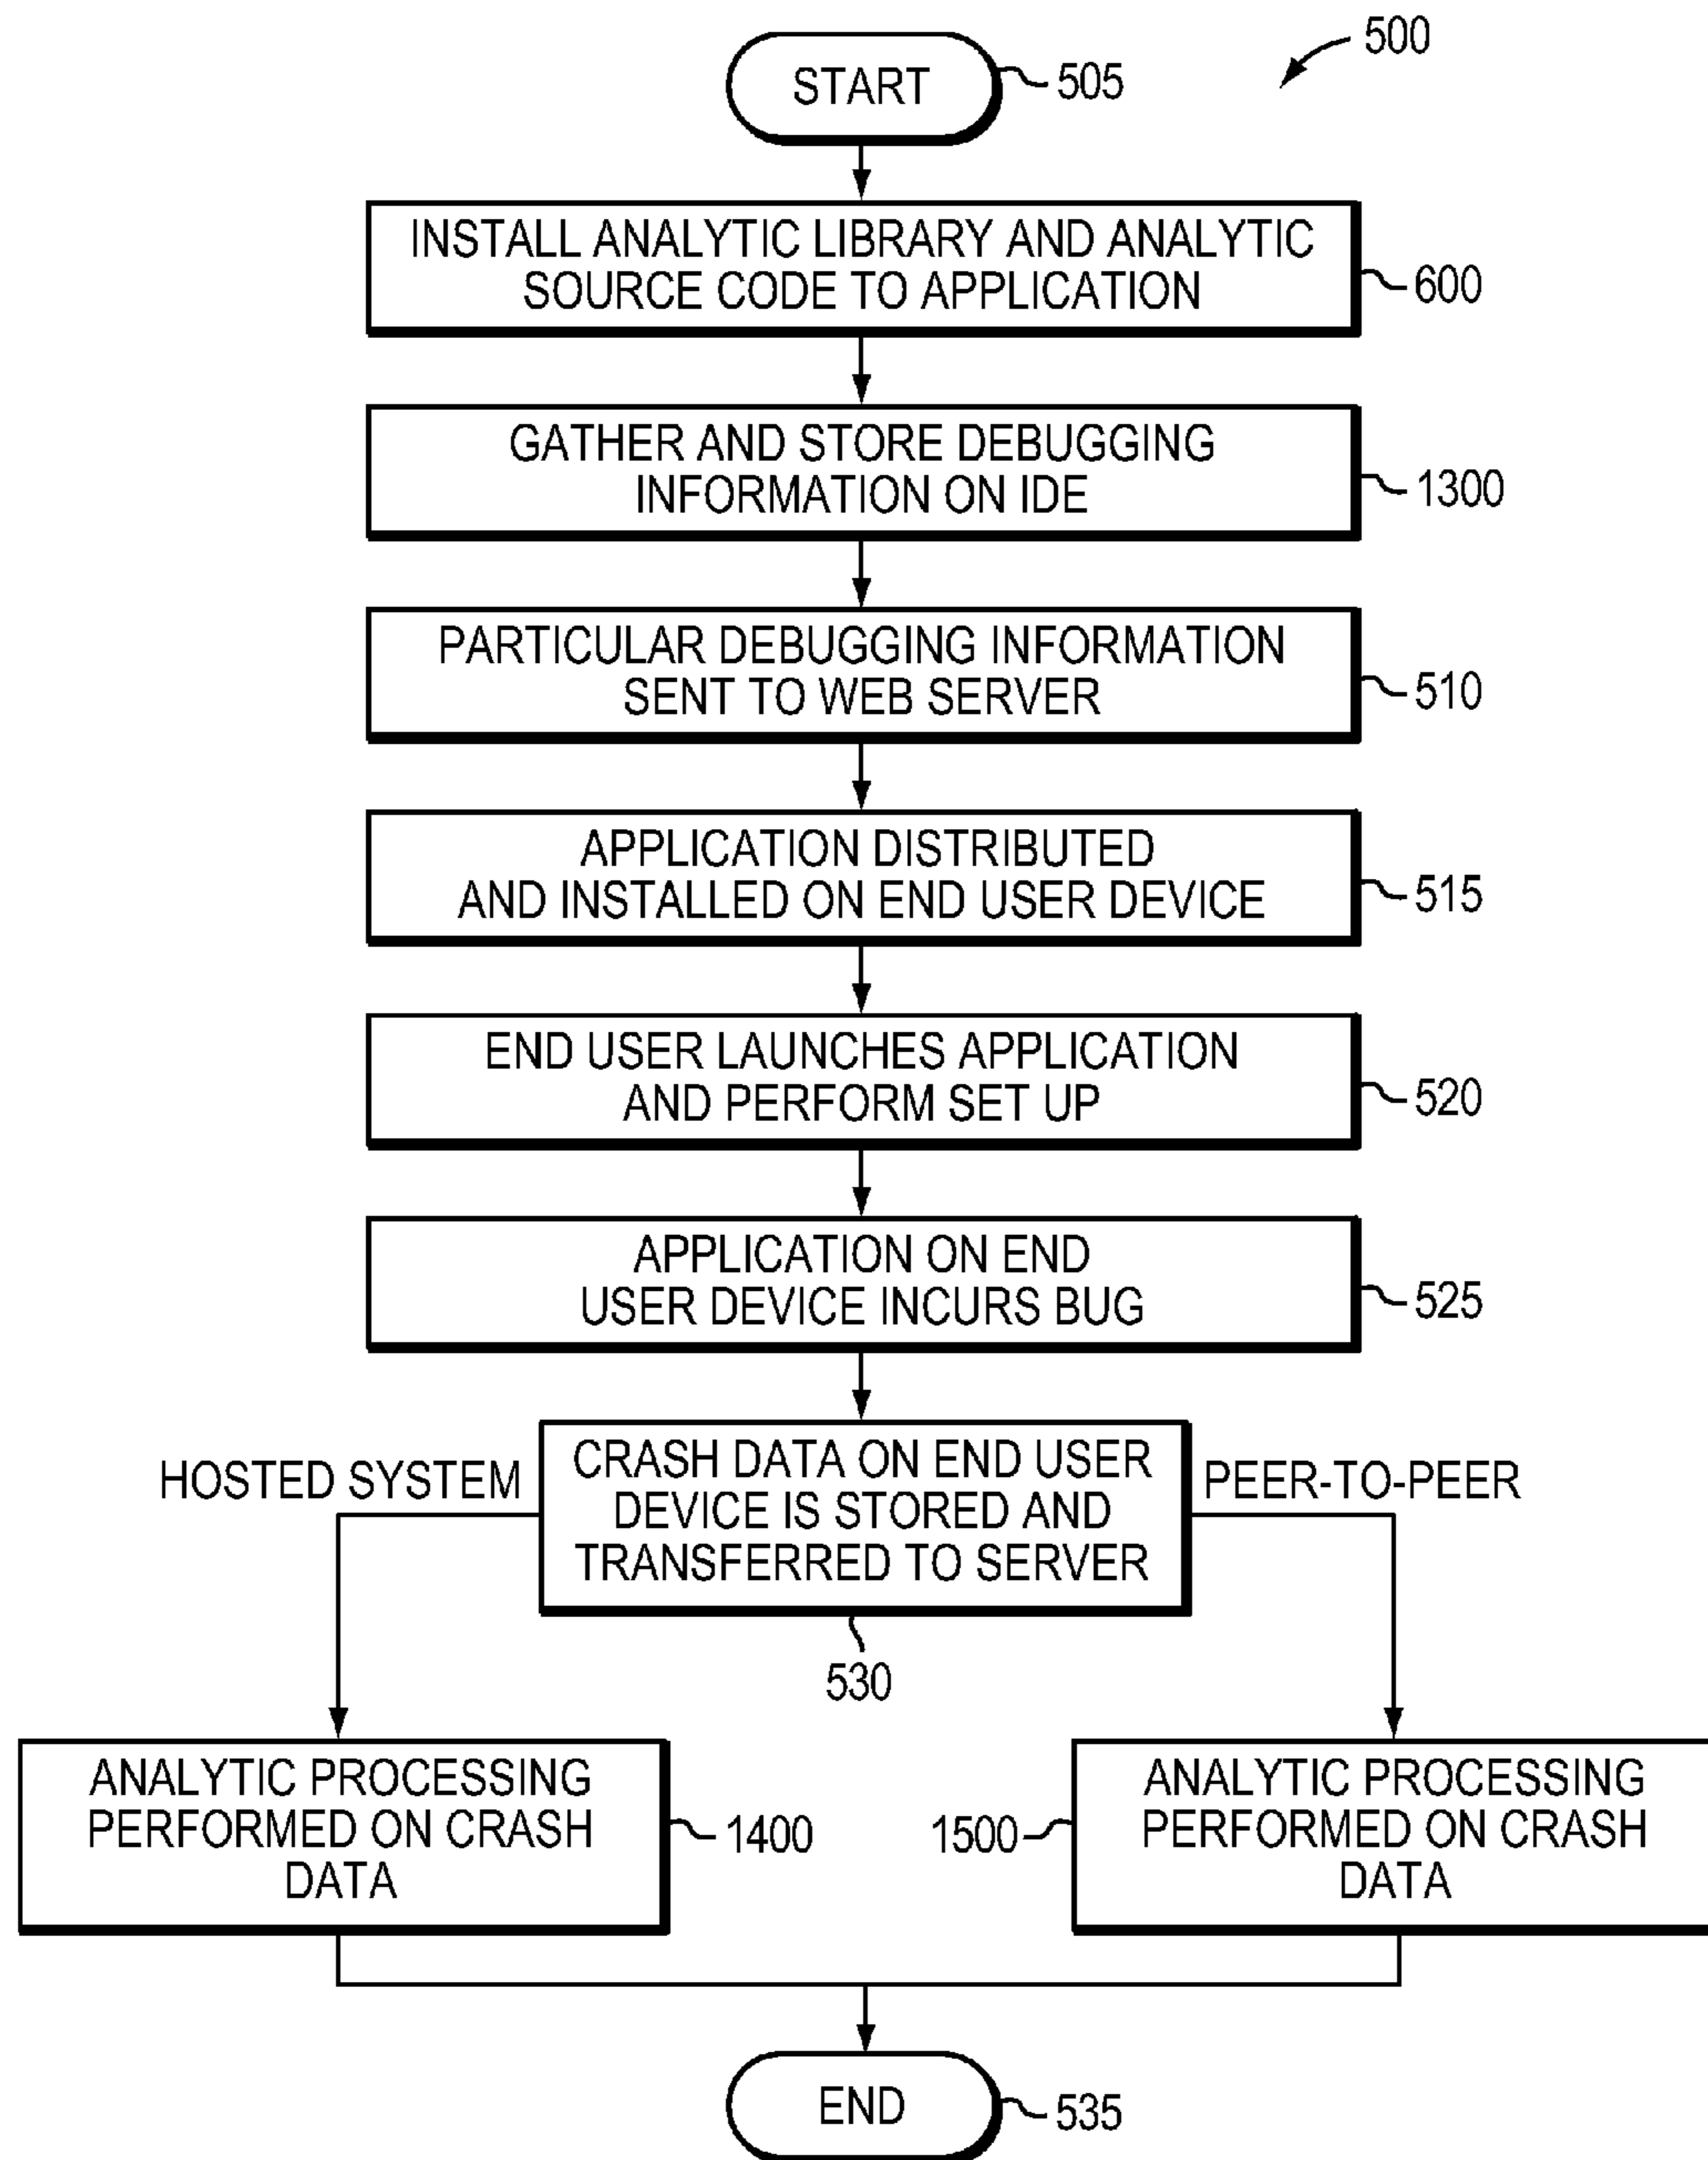 500
START
505
INSTALL ANALYTIC LIBRARY AND ANALYTIC
SOURCE CODE TO APPLICATION
600
GATHER AND STORE DEBUGGING
INFORMATION ON IDE
1300
PARTICULAR DEBUGGING INFORMATION
SENT TO WEB SERVER
510
APPLICATION DISTRIBUTED
AND INSTALLED ON END USER DEVICE
515
END USER LAUNCHES APPLICATION
AND PERFORM SET UP
520
APPLICATION ON END
USER DEVICE INCURS BUG
525
HOSTED SYSTEM
CRASH DATA ON END USER
DEVICE IS STORED AND
TRANSFERRED TO SERVER
PEER-TO-PEER
530
ANALYTIC PROCESSING
PERFORMED ON CRASH
DATA
1400
1500
ANALYTIC PROCESSING
PERFORMED ON CRASH
DATA
END
535